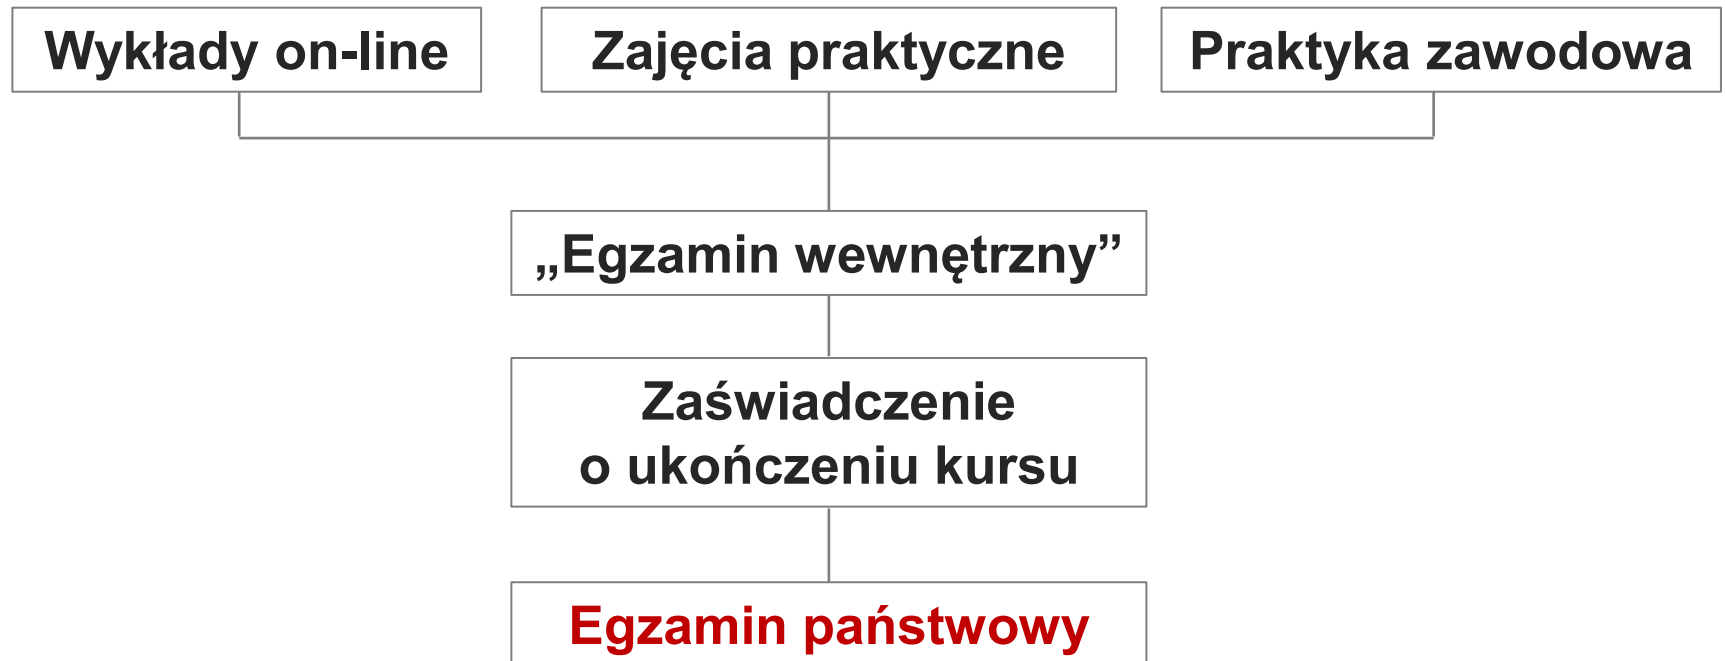 Wykłady on-line
Zajęcia praktyczne
Praktyka zawodowa
„Egzamin wewnętrzny”
Zaświadczenie
o ukończeniu kursu
Egzamin państwowy